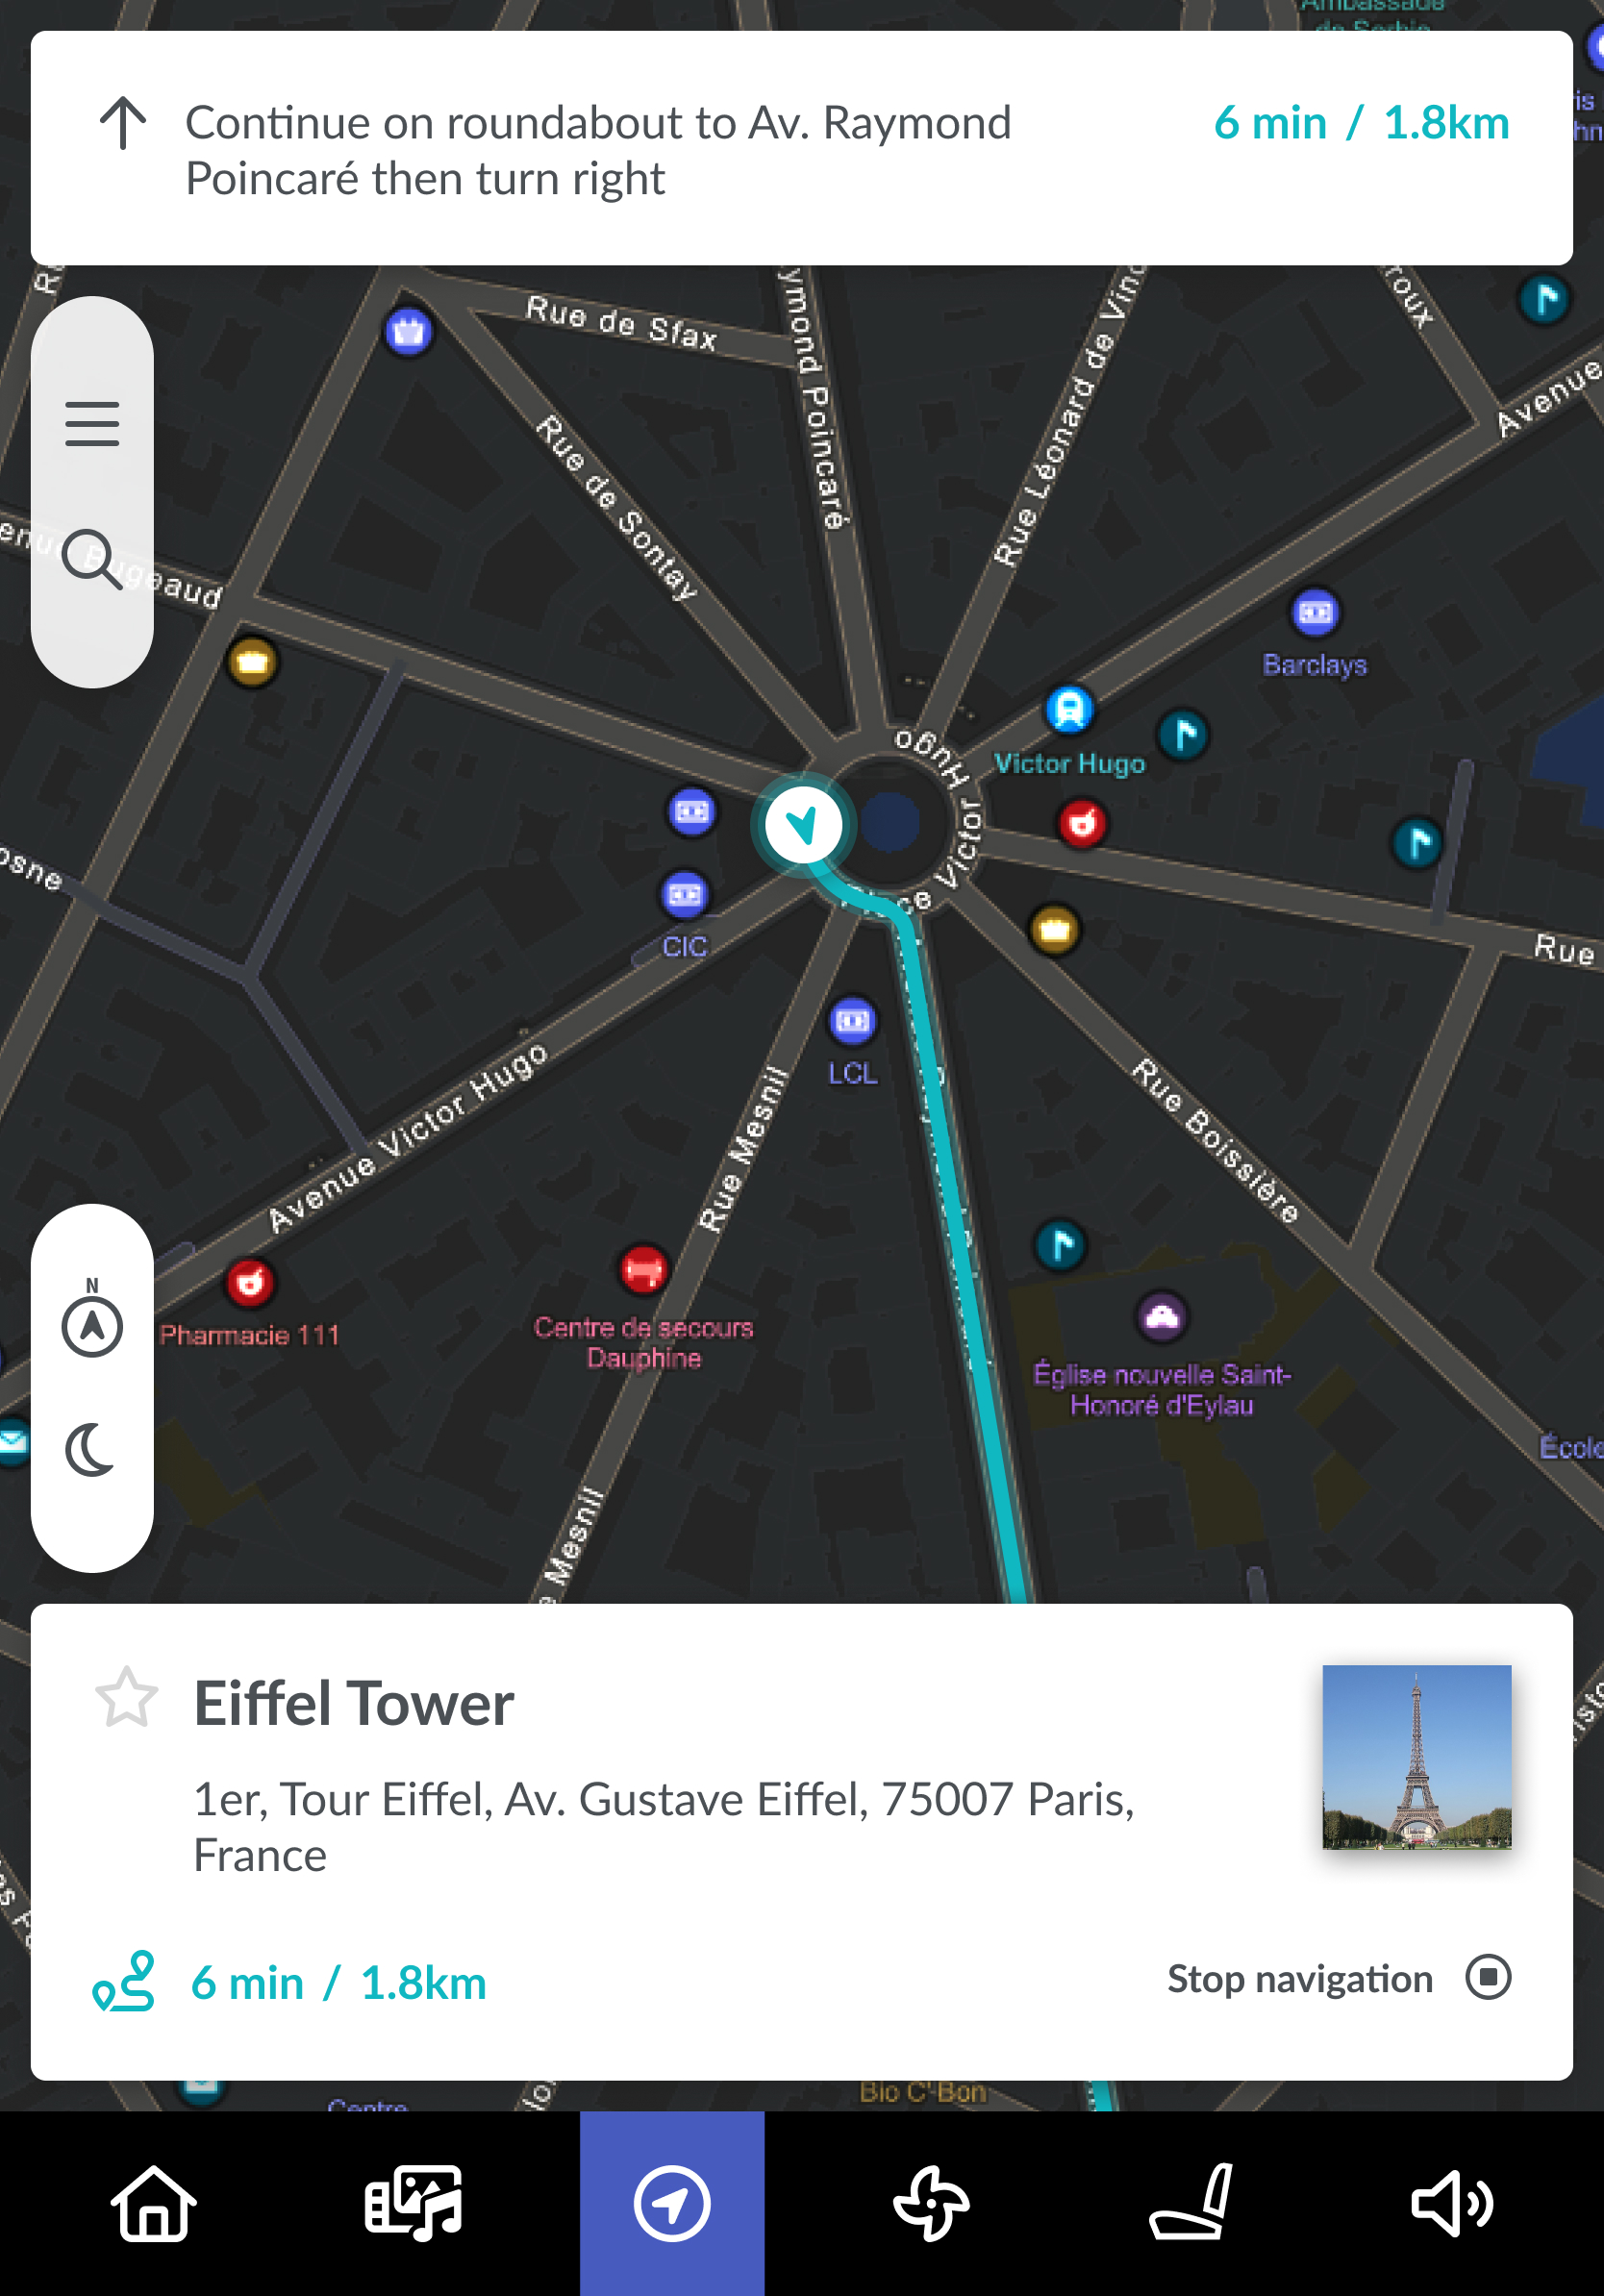 Ambassade
de Serbie
Continue on roundabout to Av. Raymond
Poincaré then turn right
6 min / 1.8km
Rue de Sfax
Rue de Sontay
Poincaré
Rue Léonard de
Avenue
Barclays
Victor Hugo
Victor Hugo
CIC
LCL
Rue
Avenue Victor Hugo
Rue Mesnil
Rue Boissière
N
Pharmacie 111
Centre de secours
Dauphine
Église nouvelle Saint-
Honoré d'Eylau
École
Mesnil
Eiffel Tower
1er, Tour Eiffel, Av. Gustave Eiffel, 75007 Paris,
France
6 min / 1.8km
Stop navigation
Bio C' Bon
Centre